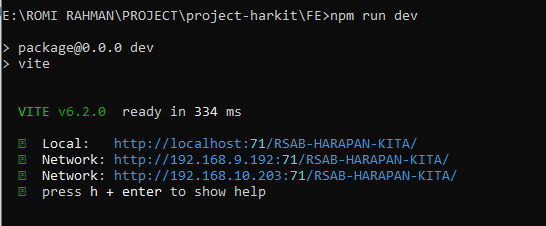 E:\ROMI RAHMAN\PROJECT\project-harkit\FE>npm run dev
> package@0.0.0 dev
> vite
VITE v6.2.0 ready in 334 ms
Local: http://localhost:71/RSAB-HARAPAN-KITA/
Network: http://192.168.9.192:71/RSAB-HARAPAN-KITA/
Network: http://192.168.10.203:71/RSAB-HARAPAN-KITA/
press h + enter to show help